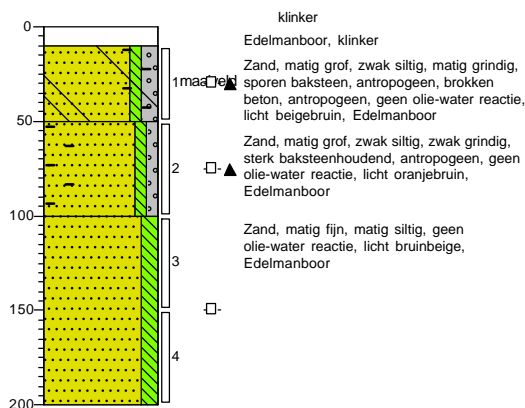 klinker
0
Edelmanboor, klinker
Zand, matig grof, zwak siltig, matig grindig,
sporen baksteen, antropogeen, brokken
beton, antropogeen, geen olie-water reactie,
licht beigebruin, Edelmanboor
1
maaiveld
50
Zand, matig grof, zwak siltig, zwak grindig,
sterk baksteenhoudend, antropogeen, geen
olie-water reactie, licht oranjebruin,
Edelmanboor
2
100
Zand, matig fijn, matig siltig, geen
olie-water reactie, licht bruinbeige,
Edelmanboor
3
150
4
200